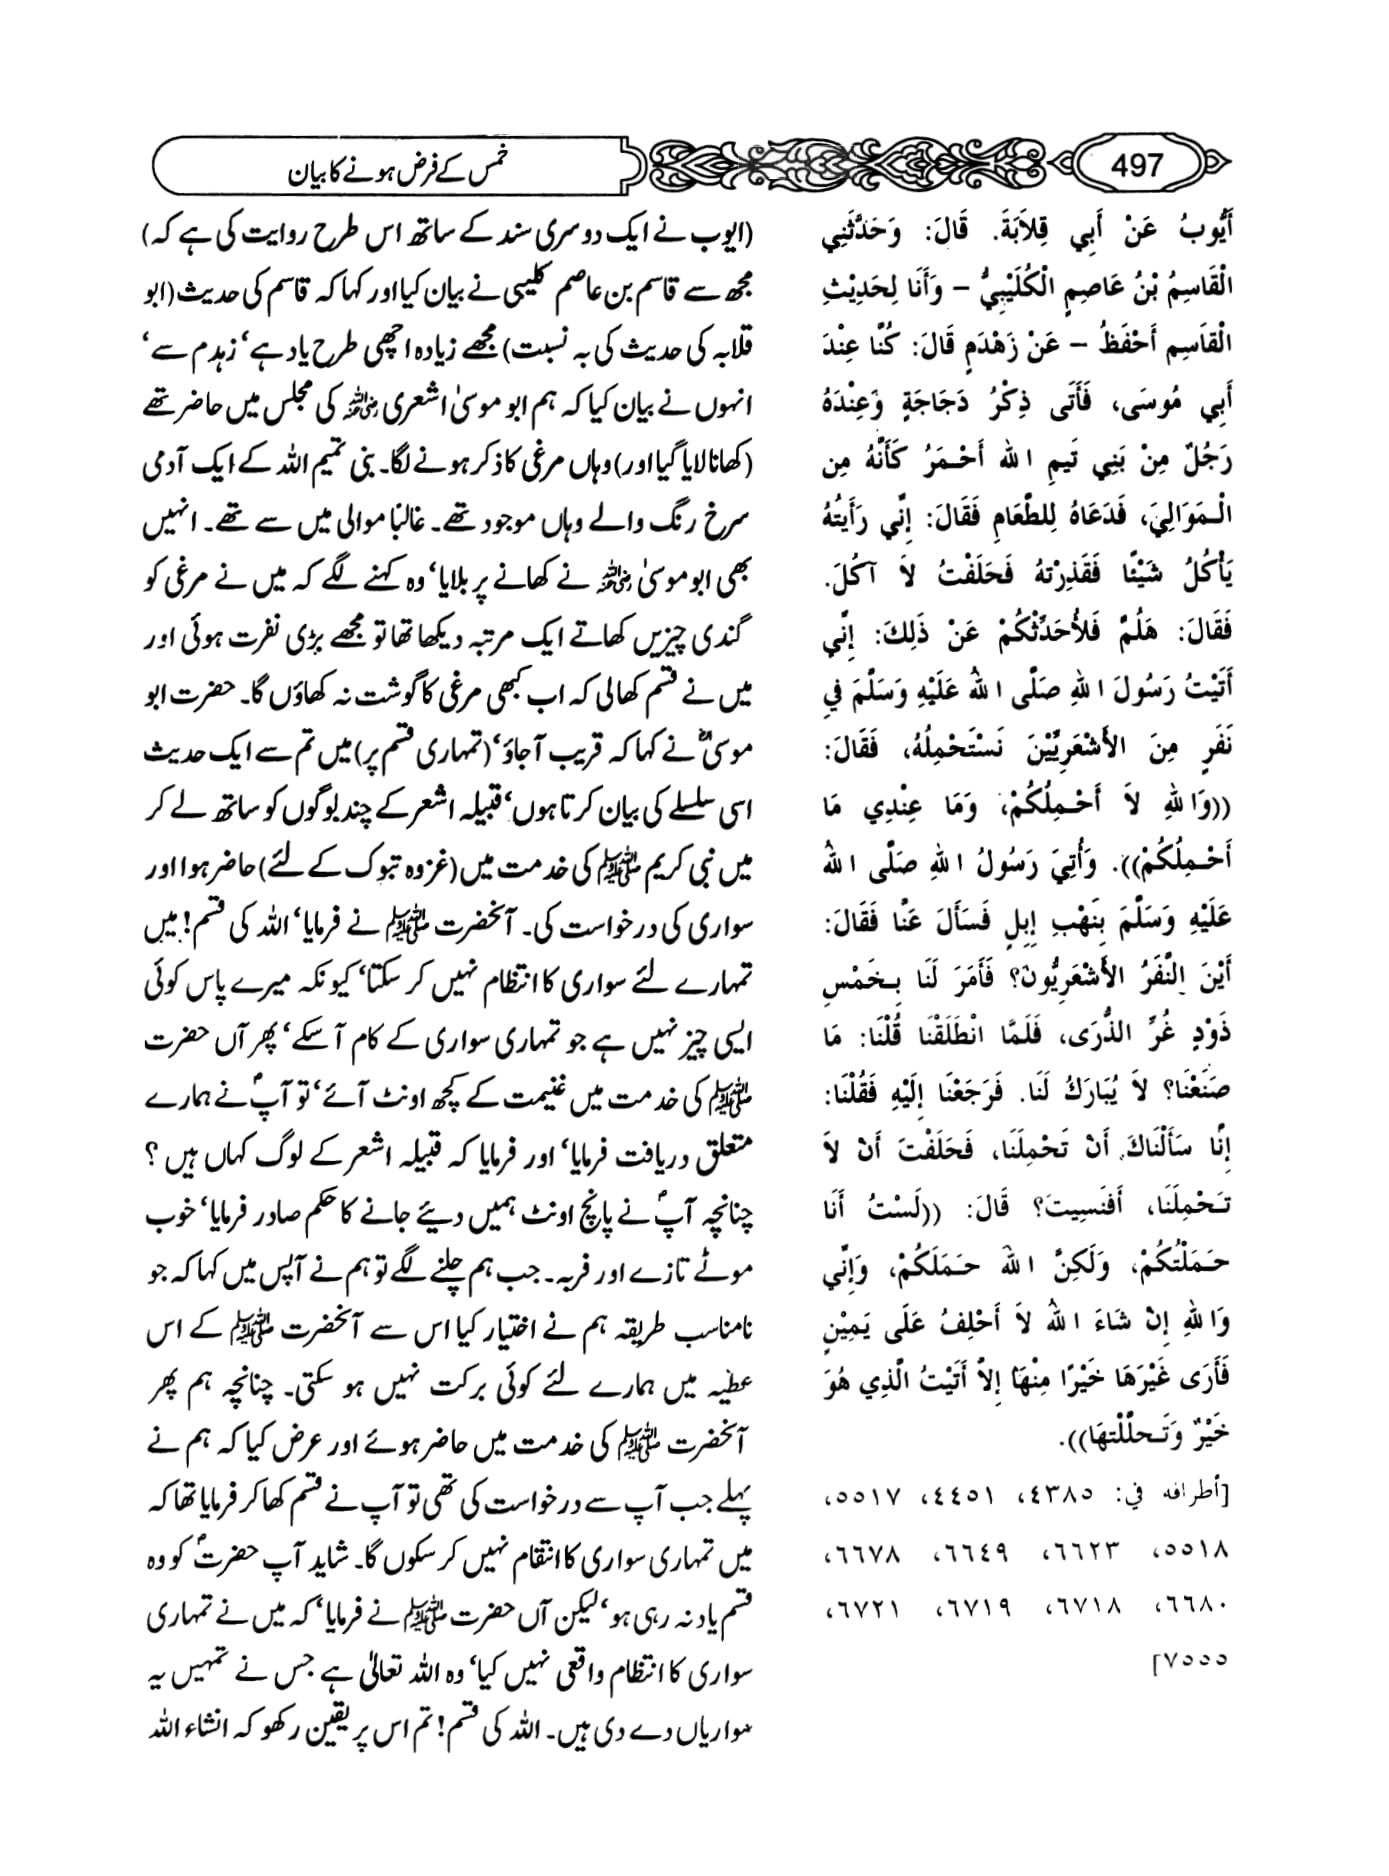 497
خمس کے فرض ہونے کا بیان
أَيُّوبُ عَنْ أَبِي قِلَابَةَ. قَالَ: وَحَدَّثَنِي
الْقَاسِمُ بْنُ عَاصِمٍ الْكُلَيْبِيُّ – وَأَنَا لِحَدِيْثِ
الْقَاسِمِ أَحْفَظُ – عَنْ زَهْدَمٍ قَالَ: كُنَّا عِنْدَ
أَبِي مُوسَى، فَأَتَى ذِكْرُ دَجَاجَةٍ وَعِنْدَهُ
رَجُلٌ مِنْ بَنِي تَيمِ اللهِ أَحْمَرُ كَأَنَّهُ مِن
الْـمَوَالِيَ، فَدَعَاهُ لِلطَّعَامِ فَقَالَ: إِنِّي رَأَيتُهُ
يَأْكُلُ شَيْئًا فَقَذِرْتهُ فَحَلَفْتُ لاَ آكُلَ.
فَقَالَ: هَلُمَّ فَلأُحَدِّثْكُمْ عَنْ ذَلِكَ: إِنِّي
أَتَيْتُ رَسُولَ اللهِ صَلَّى اللهُ عَلَيْهِ وَسَلَّمَ فِي
نَفَرٍ مِنَ الأَشْعَرِيِّيْنَ نَسْتَحْمِلُهُ، فَقَالَ:
((وَاللهِ لاَ أَحْـمِلُكُمْ، وَمَا عِنْدِي مَا
أَحْـمِلُكُمْ)). وَأُتِيَ رَسُولُ اللهِ صَلَّى اللهُ
عَلَيْهِ وَسَلَّمَ بِنَهْبِ إِبِلٍ فَسَأَلَ عَنَّا فَقَالَ:
أَيْنَ النَّفَرُ الأَشْعَرِيُّونَ؟ فَأَمَرَ لَنَا بِـخَمْسِ
ذَوْدٍ غُرِّ الذُّرَى، فَلَمَّا انْطَلَقْنَا قُلْنَا: مَا
صَنَعْنَا؟ لاَ يُبَارَكُ لَنَا. فَرَجَعْنَا إِلَيْهِ فَقُلْنَا:
إِنَّا سَأَلْنَاكَ أَنْ تَحْمِلَنَا، فَحَلَفْتَ أَنْ لاَ
تَـحْمِلَنَا، أَفَنَسِيتَ؟ قَالَ: ((لَسْتُ أَنَا
حَـمَلْتُكُمْ، وَلَكِنَّ اللهَ حَـمَلَكُمْ، وَإِنِّي
وَاللهِ إِنْ شَاءَ اللهُ لاَ أَحْلِفُ عَلَى يَمِيْنٍ
فَأَرَى غَيْرَهَا خَيْرًا مِنْهَا إِلاَّ أَتَيْتُ الَّذِي هُوَ
خَيْرٌ وَتَـحلَّلْتهَا)).
[أطرافه في: ٤٣٨٥، ٤٤٥١، ٥٥١٧،
٥٥١٨، ٦٦٢٣، ٦٦٤٩، ٦٦٧٨،
٦٦٨٠، ٦٧١٨، ٦٧١٩، ٦٧٢١،
٧٥٥٥]
(ایوب نے ایک دوسری سند کے ساتھ اس طرح روایت کی ہے کہ)
مجھ سے قاسم بن عاصم کلیبی نے بیان کیا اور کہا کہ قاسم کی حدیث (ابو
قلابہ کی حدیث کی بہ نسبت) مجھے زیادہ اچھی طرح یاد ہے‘ زہدم سے‘
انہوں نے بیان کیا کہ ہم ابو موسیٰ اشعری رضی اللہ عنہ کی مجلس میں حاضر تھے
(کھانا لایا گیا اور) وہاں مرغی کا ذکر ہونے لگا۔ بنی تمیم اللہ کے ایک آدمی
سرخ رنگ والے وہاں موجود تھے۔ غالبًا موالی میں سے تھے۔ انہیں
بھی ابو موسیٰ رضی اللہ عنہ نے کھانے پر بلایا‘ وہ کہنے لگے کہ میں نے مرغی کو
گندی چیزیں کھاتے ایک مرتبہ دیکھا تھا تو مجھے بڑی نفرت ہوئی اور
میں نے قسم کھالی کہ اب کبھی مرغی کا گوشت نہ کھاؤں گا۔ حضرت ابو
موسیٰؓ نے کہا کہ قریب آجاؤ‘ (تمہاری قسم پر) میں تم سے ایک حدیث
اسی سلسلے کی بیان کرتا ہوں‘ قبیلہ اشعر کے چند لوگوں کو ساتھ لے کر
میں نبی کریم ﷺ کی خدمت میں (غزوہ تبوک کے لئے) حاضر ہوا اور
سواری کی درخواست کی۔ آنحضرت ﷺ نے فرمایا‘ اللہ کی قسم! میں
تمہارے لئے سواری کا انتظام نہیں کر سکتا‘ کیونکہ میرے پاس کوئی
ایسی چیز نہیں ہے جو تمہاری سواری کے کام آسکے‘ پھر آں حضرت
ﷺ کی خدمت میں غنیمت کے کچھ اونٹ آئے‘ تو آپؐ نے ہمارے
متعلق دریافت فرمایا‘ اور فرمایا کہ قبیلہ اشعر کے لوگ کہاں ہیں؟
چنانچہ آپؐ نے پانچ اونٹ ہمیں دیئے جانے کا حکم صادر فرمایا‘ خوب
موٹے تازے اور فربہ۔ جب ہم چلنے لگے تو ہم نے آپس میں کہا کہ جو
نامناسب طریقہ ہم نے اختیار کیا اس سے آنحضرت ﷺ کے اس
عطیہ میں ہمارے لئے کوئی برکت نہیں ہو سکتی۔ چنانچہ ہم پھر
آنحضرت ﷺ کی خدمت میں حاضر ہوئے اور عرض کیا کہ ہم نے
پہلے جب آپ سے درخواست کی تھی تو آپ نے قسم کھا کر فرمایا تھا کہ
میں تمہاری سواری کا انتقام نہیں کر سکوں گا۔ شاید آپ حضرتؐ کو وہ
قسم یاد نہ رہی ہو‘ لیکن آں حضرت ﷺ نے فرمایا‘ کہ میں نے تمہاری
سواری کا انتظام واقعی نہیں کیا‘ وہ اللہ تعالیٰ ہے جس نے تمہیں یہ
سواریاں دے دی ہیں۔ اللہ کی قسم! تم اس پر یقین رکھو کہ انشاء اللہ